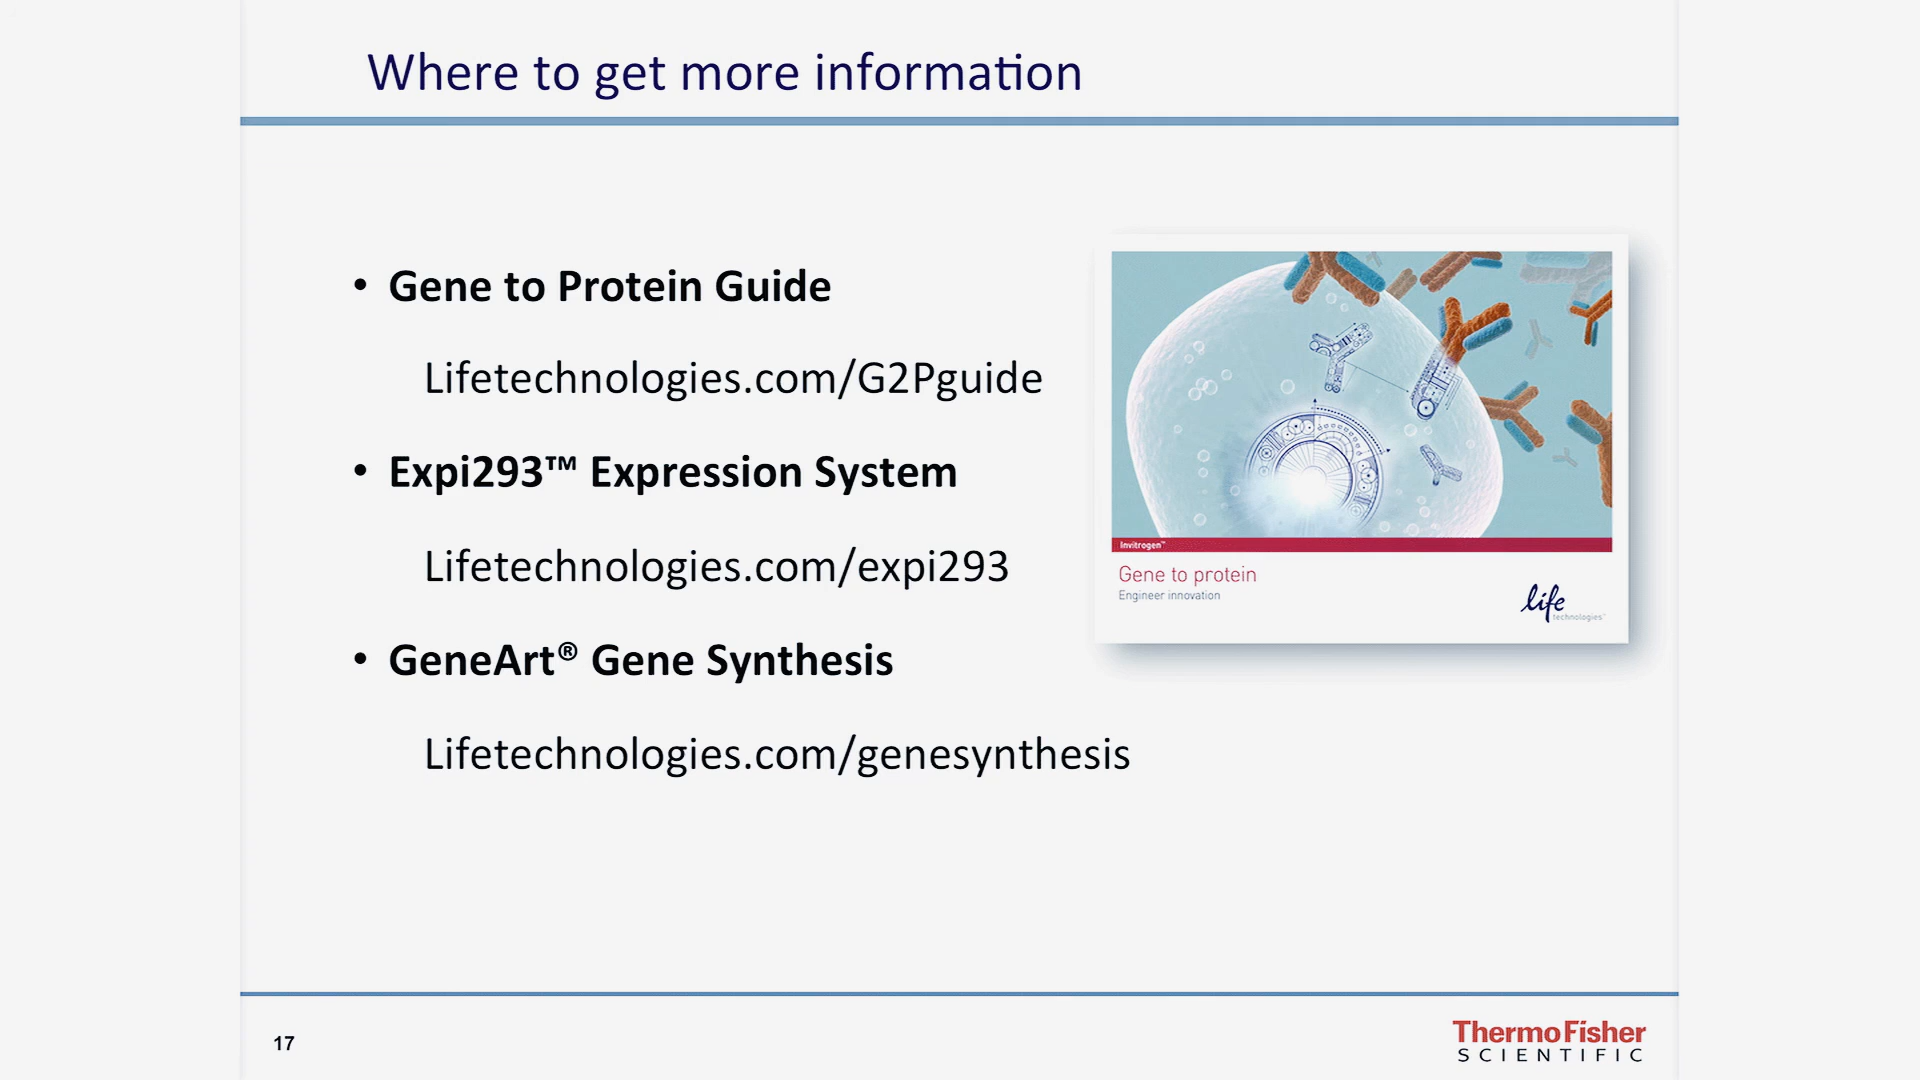 Where to get more information
• Gene to Protein Guide
Lifetechnologies.com/G2Pguide
• Expi293™ Expression System
Lifetechnologies.com/expi293
• GeneArt® Gene Synthesis
Lifetechnologies.com/genesynthesis
Invitrogen™
Gene to protein
Engineer innovation
life
technologies™
17
ThermoFisher
SCIENTIFIC